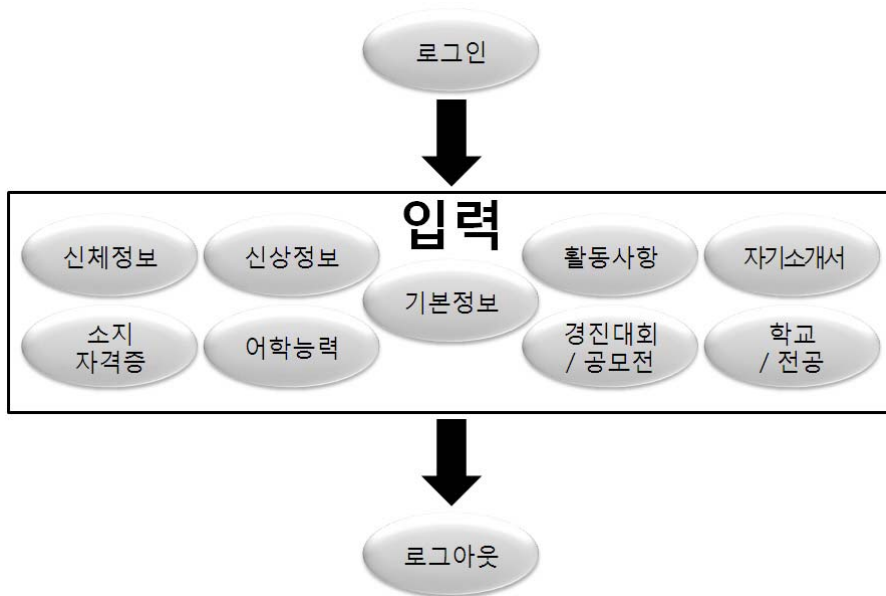 로그인
입력
신체정보
신상정보
기본정보
활동사항
자기소개서
소지
자격증
어학능력
경진대회
/ 공모전
학교
/ 전공
로그아웃